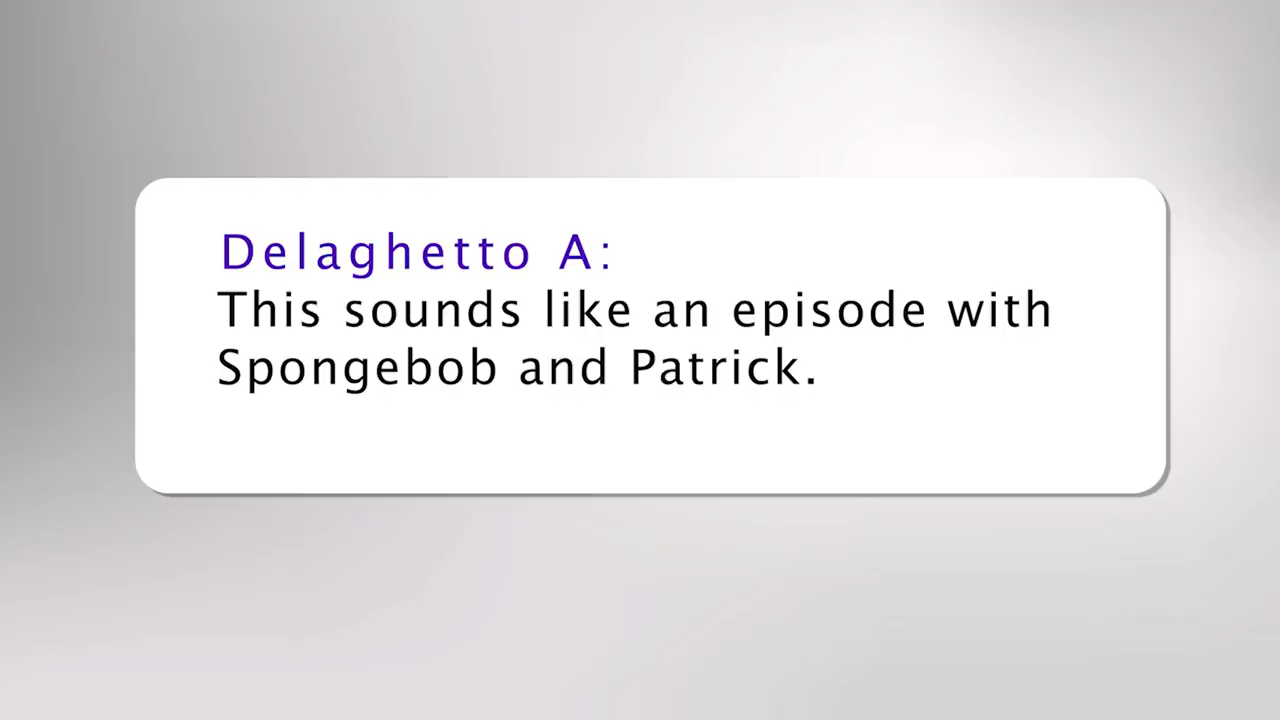 Delaghetto A:
This sounds like an episode with
Spongebob and Patrick.